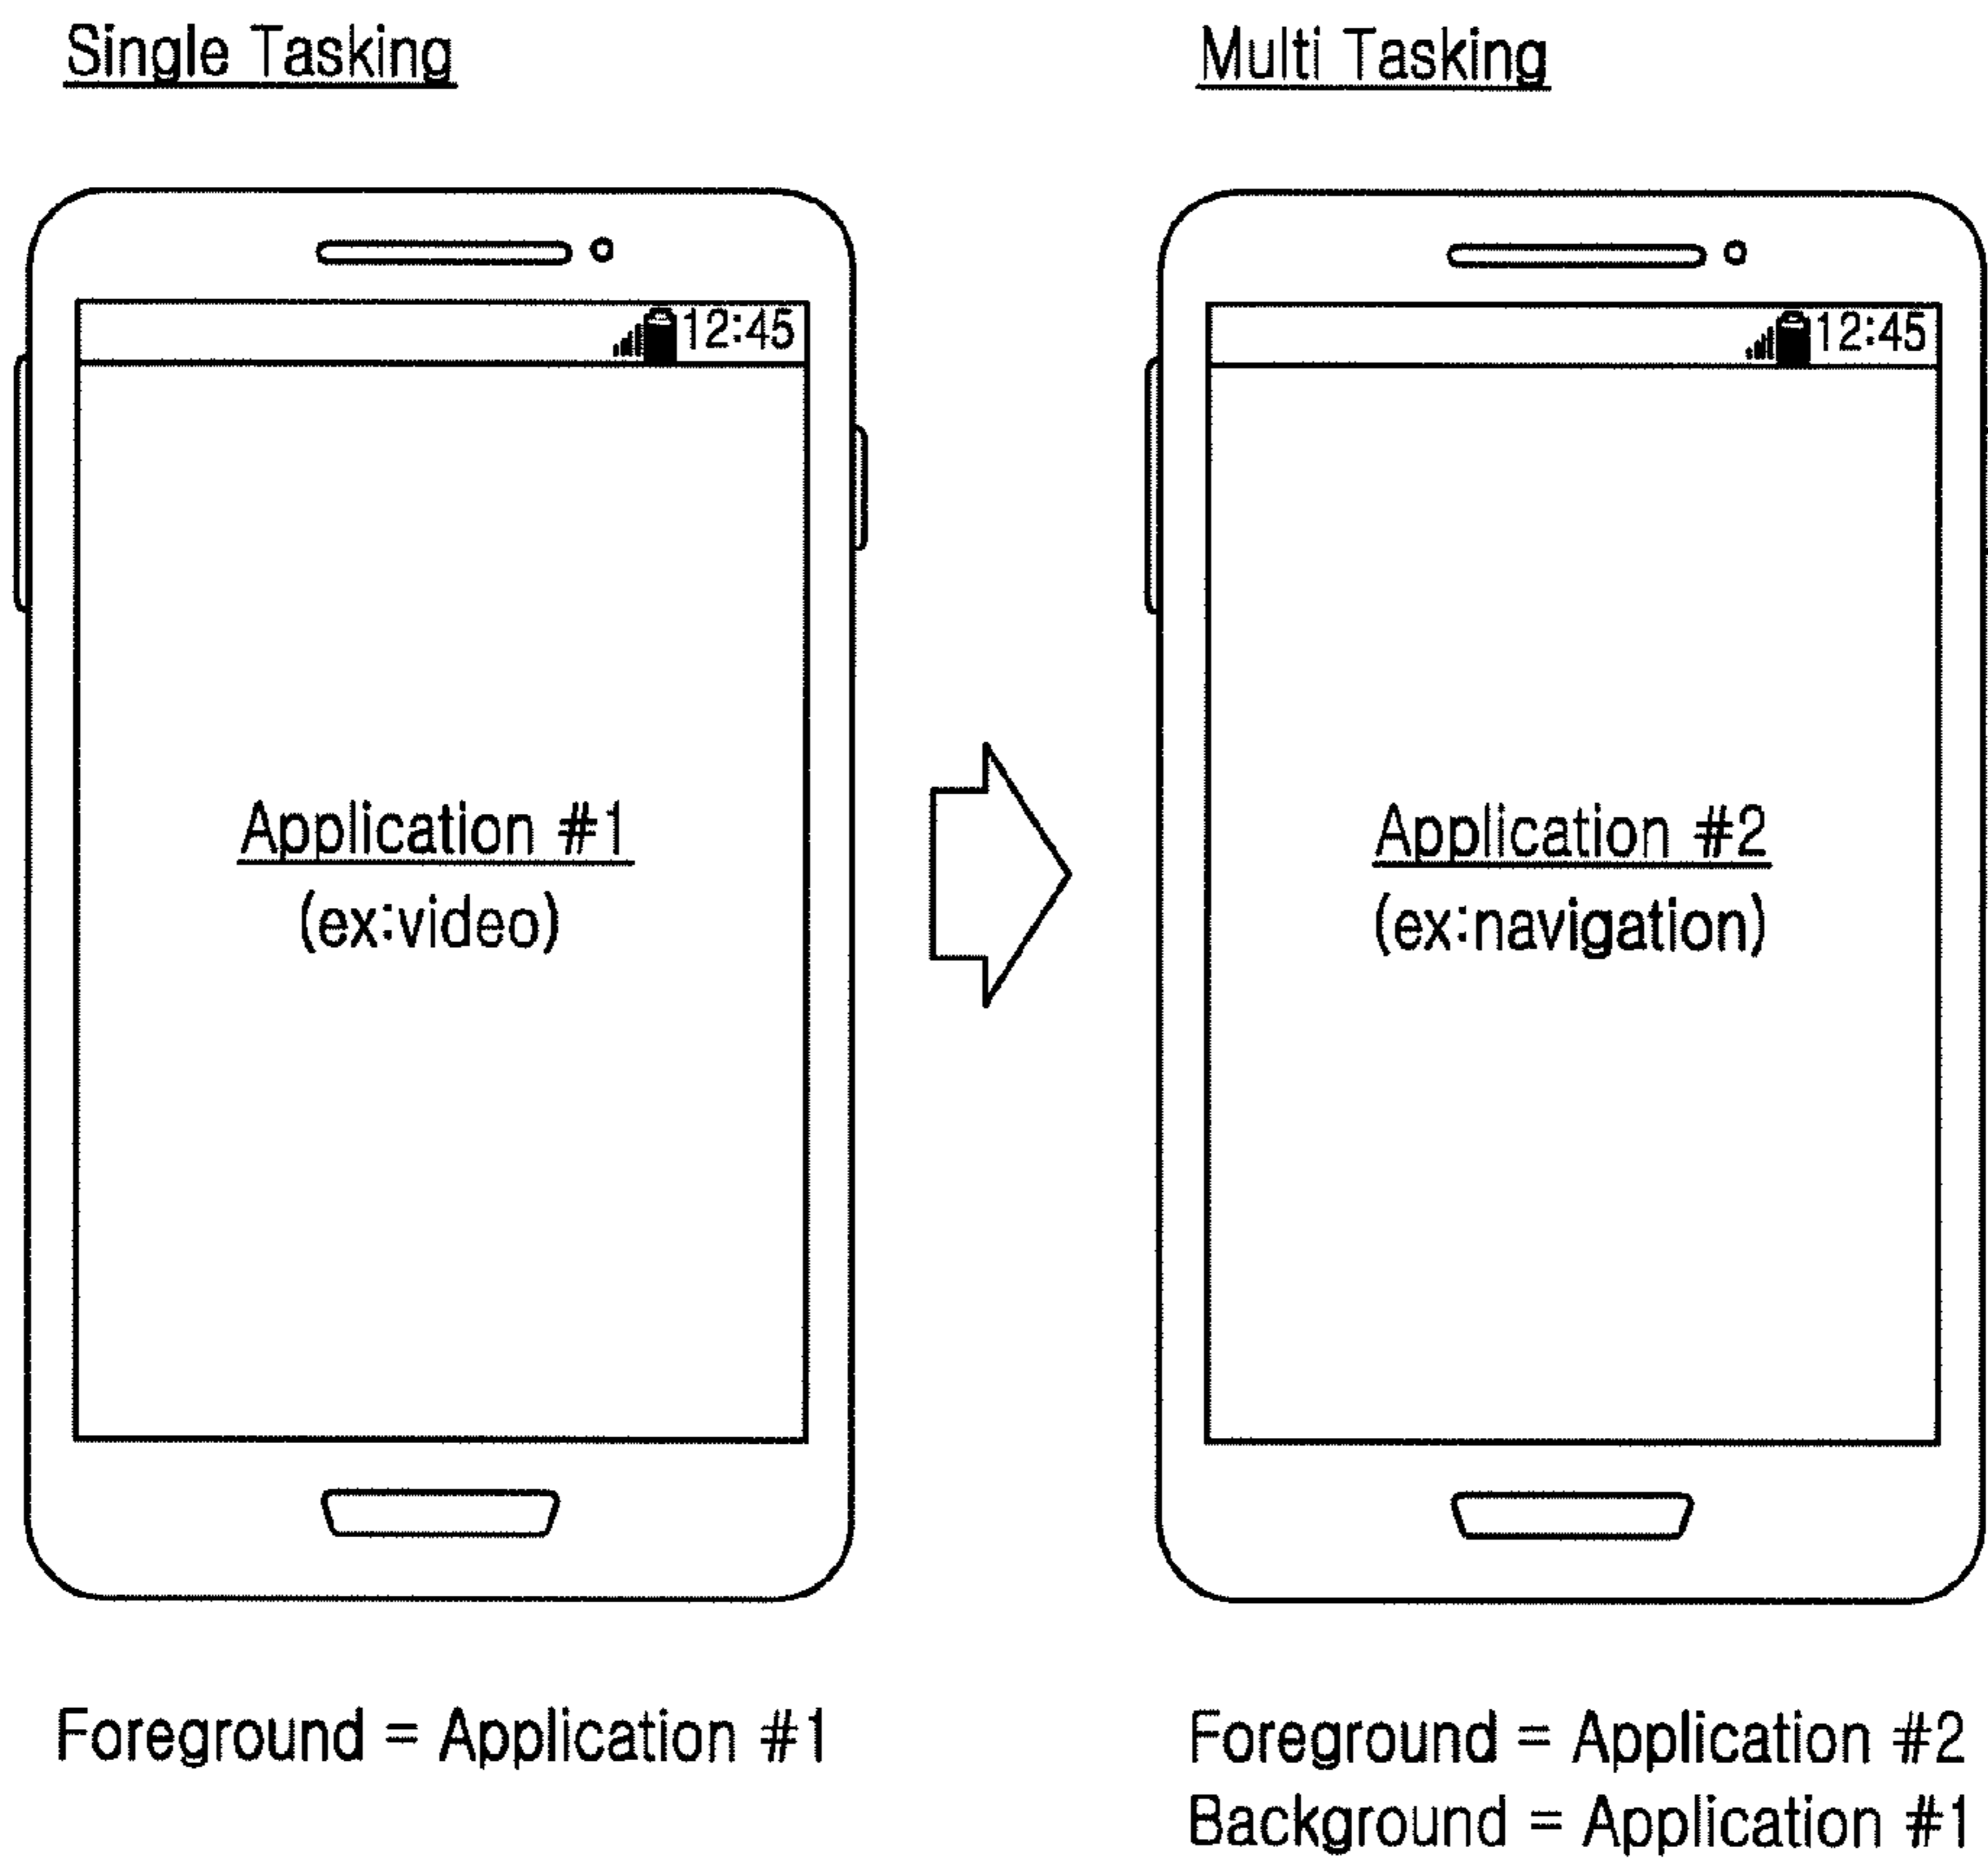 Single Tasking
12:45
Application #1
(ex:video)
Foreground = Application #1
Multi Tasking
12:45
Application #2
(ex:navigation)
Foreground = Application #2
Background = Application #1